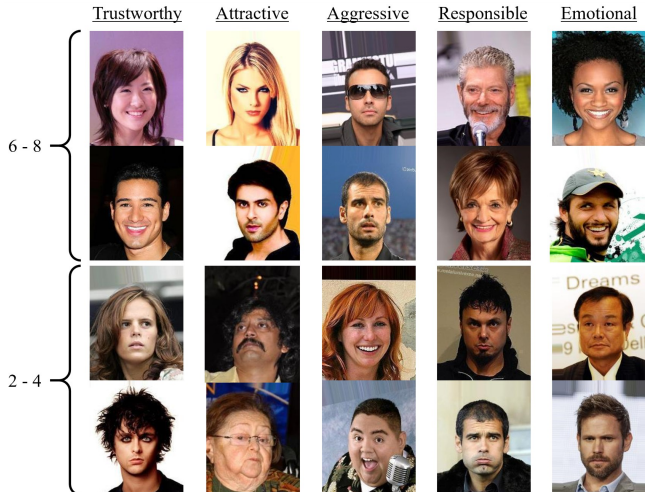 Trustworthy Attractive Aggressive Responsible Emotional
6 - 8
2 - 4
Dreams